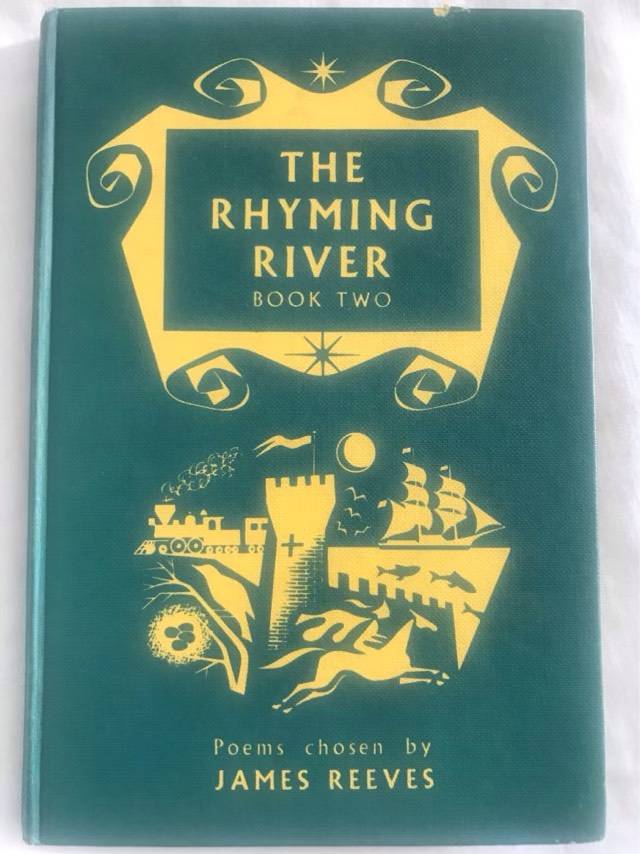 THE
RHYMING
RIVER
BOOK TWO
Poems chosen by
JAMES REEVES